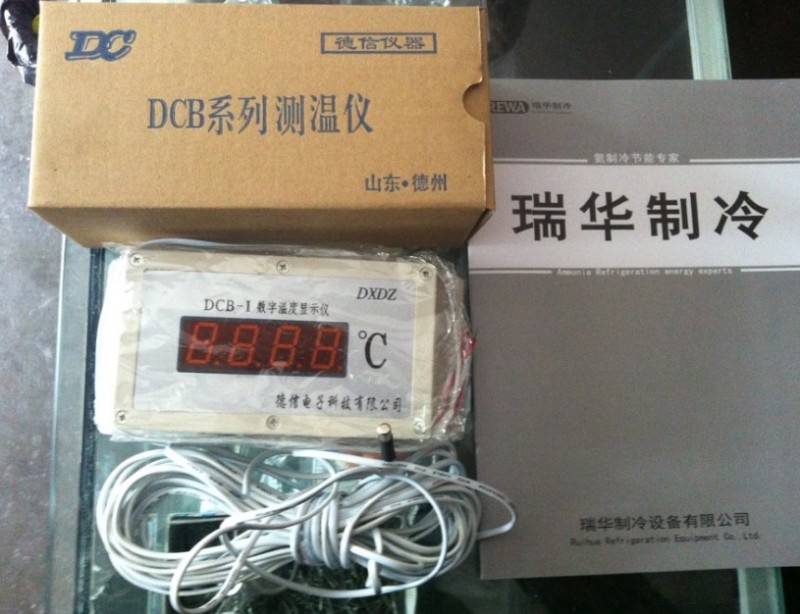 DC
德信仪器
DCB系列测温仪
山东·德州
REWA 瑞华制冷
氨制冷节能专家
瑞华制冷
Ammonia Refrigeration energy experts
瑞华制冷设备有限公司
Ruihua Refrigeration Equipment Co.,Ltd.
DXDZ
DCB-I 数字温度显示仪
8.8.8.8. ℃
德信电子科技有限公司